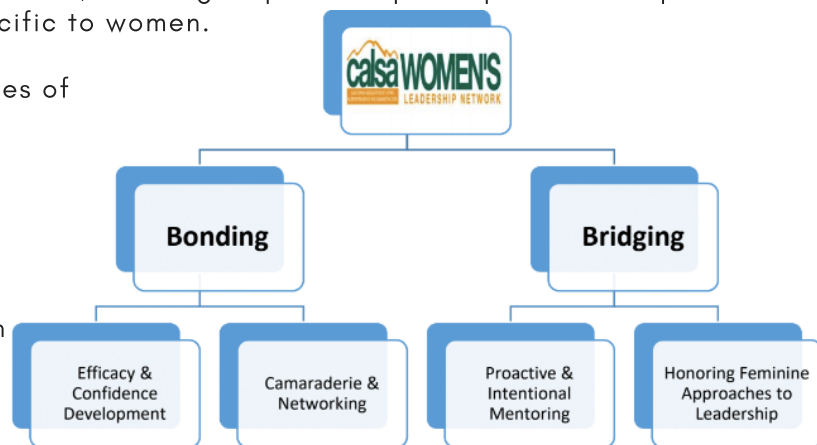 cific to women.
es of
calsa WOMEN'S
LEADERSHIP NETWORK
Bonding
Bridging
n
Efficacy &
Confidence
Development
Camaraderie &
Networking
Proactive &
Intentional
Mentoring
Honoring Feminine
Approaches to
Leadership